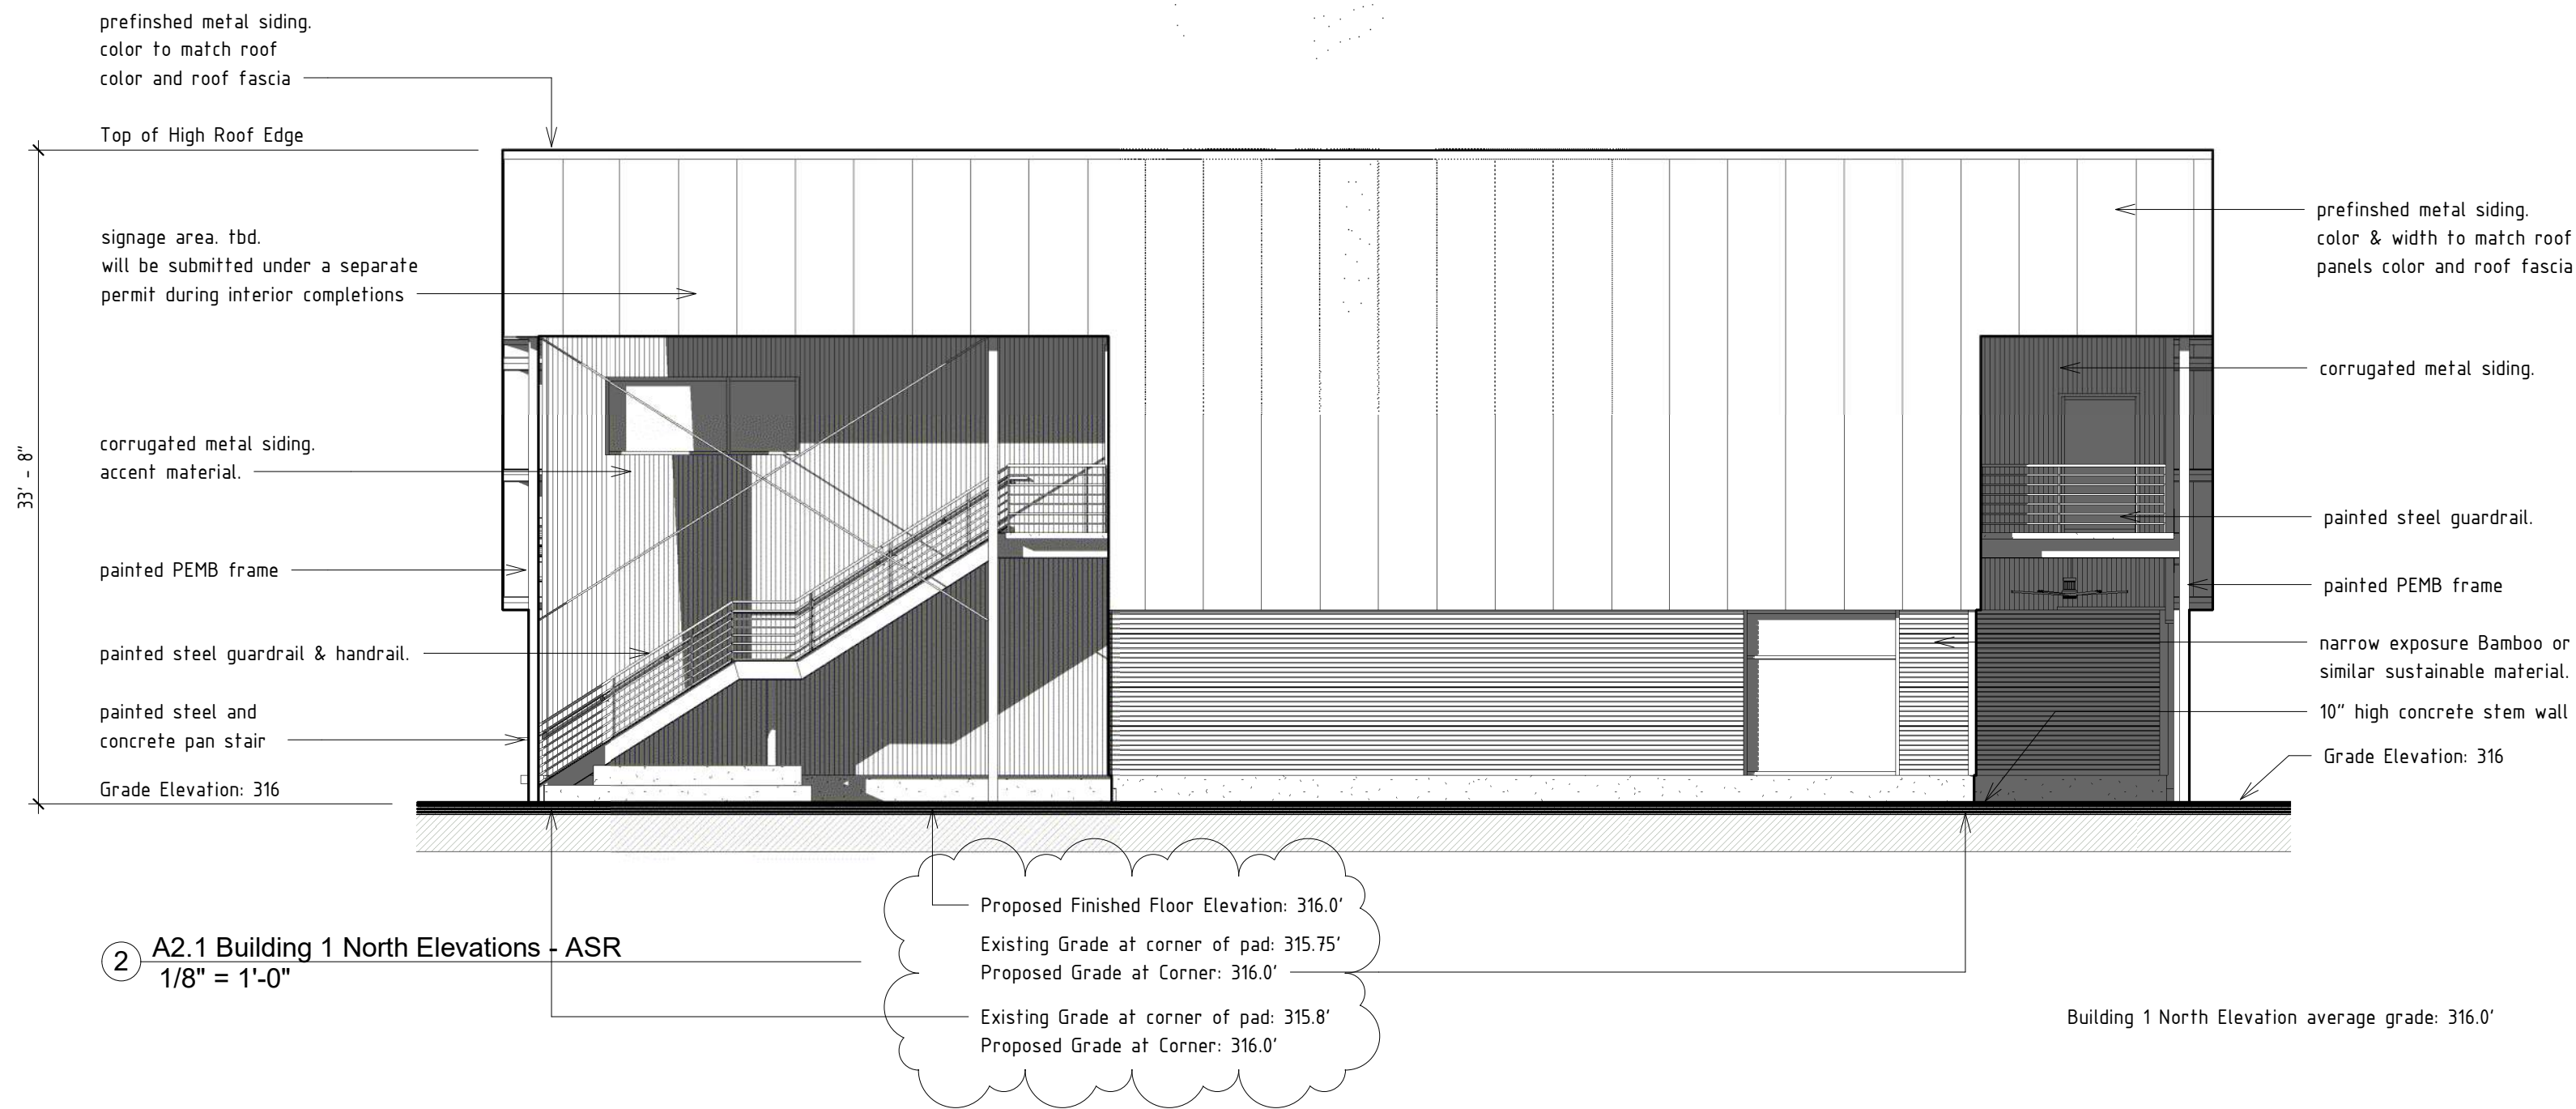 prefinshed metal siding.
color to match roof
color and roof fascia
Top of High Roof Edge
signage area. tbd.
will be submitted under a separate
permit during interior completions
corrugated metal siding.
accent material.
33' - 8"
painted PEMB frame
painted steel guardrail & handrail.
painted steel and
concrete pan stair
Grade Elevation: 316
prefinshed metal siding.
color & width to match roof
panels color and roof fascia
corrugated metal siding.
painted steel guardrail.
painted PEMB frame
narrow exposure Bamboo or
similar sustainable material.
10" high concrete stem wall
Grade Elevation: 316
Proposed Finished Floor Elevation: 316.0'
Existing Grade at corner of pad: 315.75'
Proposed Grade at Corner: 316.0'
Existing Grade at corner of pad: 315.8'
Proposed Grade at Corner: 316.0'
2
A2.1 Building 1 North Elevations - ASR
1/8" = 1'-0"
Building 1 North Elevation average grade: 316.0'